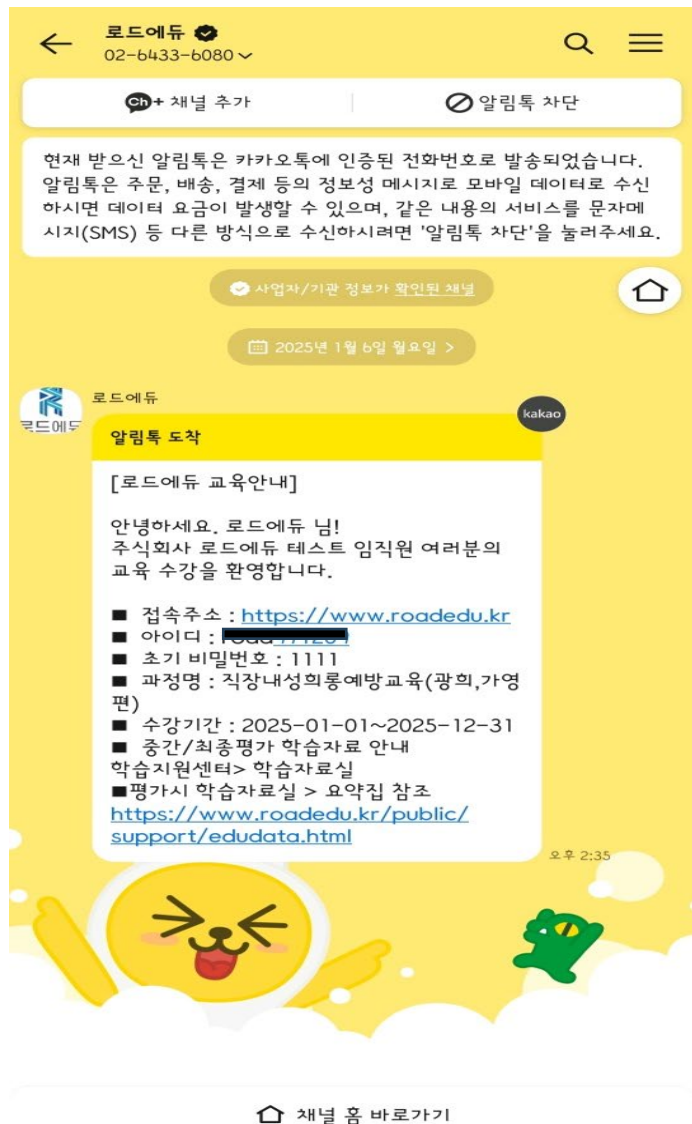 로드에듀
02-6433-6080
Ch+ 채널 추가
알림톡 차단
현재 받으신 알림톡은 카카오톡에 인증된 전화번호로 발송되었습니다.
알림톡은 주문, 배송, 결제 등의 정보성 메시지로 모바일 데이터로 수신
하시면 데이터 요금이 발생할 수 있으며, 같은 내용의 서비스를 문자메
시지(SMS) 등 다른 방식으로 수신하시려면 '알림톡 차단'을 눌러주세요.
사업자/기관 정보가 확인된 채널
2025년 1월 6일 월요일 >
로드에듀
로드에듀
kakao
알림톡 도착
[로드에듀 교육안내]
안녕하세요. 로드에듀 님!
주식회사 로드에듀 테스트 임직원 여러분의
교육 수강을 환영합니다.
■ 접속주소 : https://www.roadedu.kr
■ 아이디 :
■ 초기 비밀번호 : 1111
■ 과정명 : 직장내성희롱예방교육(광희,가영
편)
■ 수강기간 : 2025-01-01~2025-12-31
■ 중간/최종평가 학습자료 안내
학습지원센터> 학습자료실
■평가시 학습자료실 > 요약집 참조
https://www.roadedu.kr/public/
support/edudata.html
오후 2:35
채널 홈 바로가기